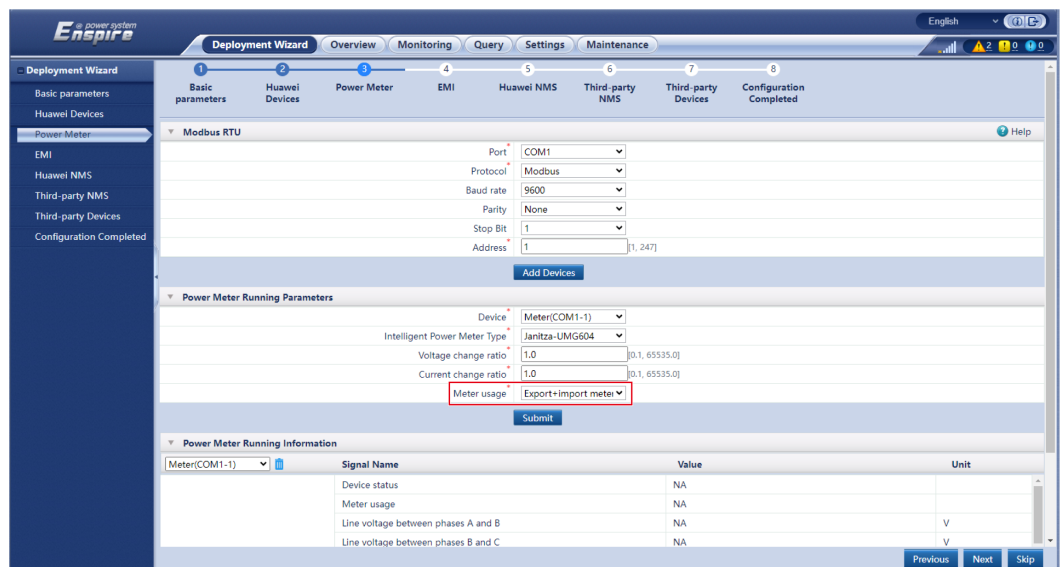 e power system
Enspire
English
Deployment Wizard Overview Monitoring Query Settings Maintenance
2 0 0
Deployment Wizard
Basic parameters
Huawei Devices
Power Meter
EMI
Huawei NMS
Third-party NMS
Third-party Devices
Configuration Completed
1 2 3 4 5 6 7 8
Basic parameters
Huawei Devices
Power Meter
EMI
Huawei NMS
Third-party NMS
Third-party Devices
Configuration Completed
Modbus RTU Help
Port* COM1
Protocol* Modbus
Baud rate 9600
Parity None
Stop Bit 1
Address* 1 [1, 247]
Add Devices
Power Meter Running Parameters
Device* Meter(COM1-1)
Intelligent Power Meter Type* Janitza-UMG604
Voltage change ratio* 1.0 [0.1, 65535.0]
Current change ratio* 1.0 [0.1, 65535.0]
Meter usage* Export+import meter
Submit
Power Meter Running Information
Meter(COM1-1) Signal Name Value Unit
Device status NA
Meter usage NA
Line voltage between phases A and B NA V
Line voltage between phases B and C NA V
Previous Next Skip